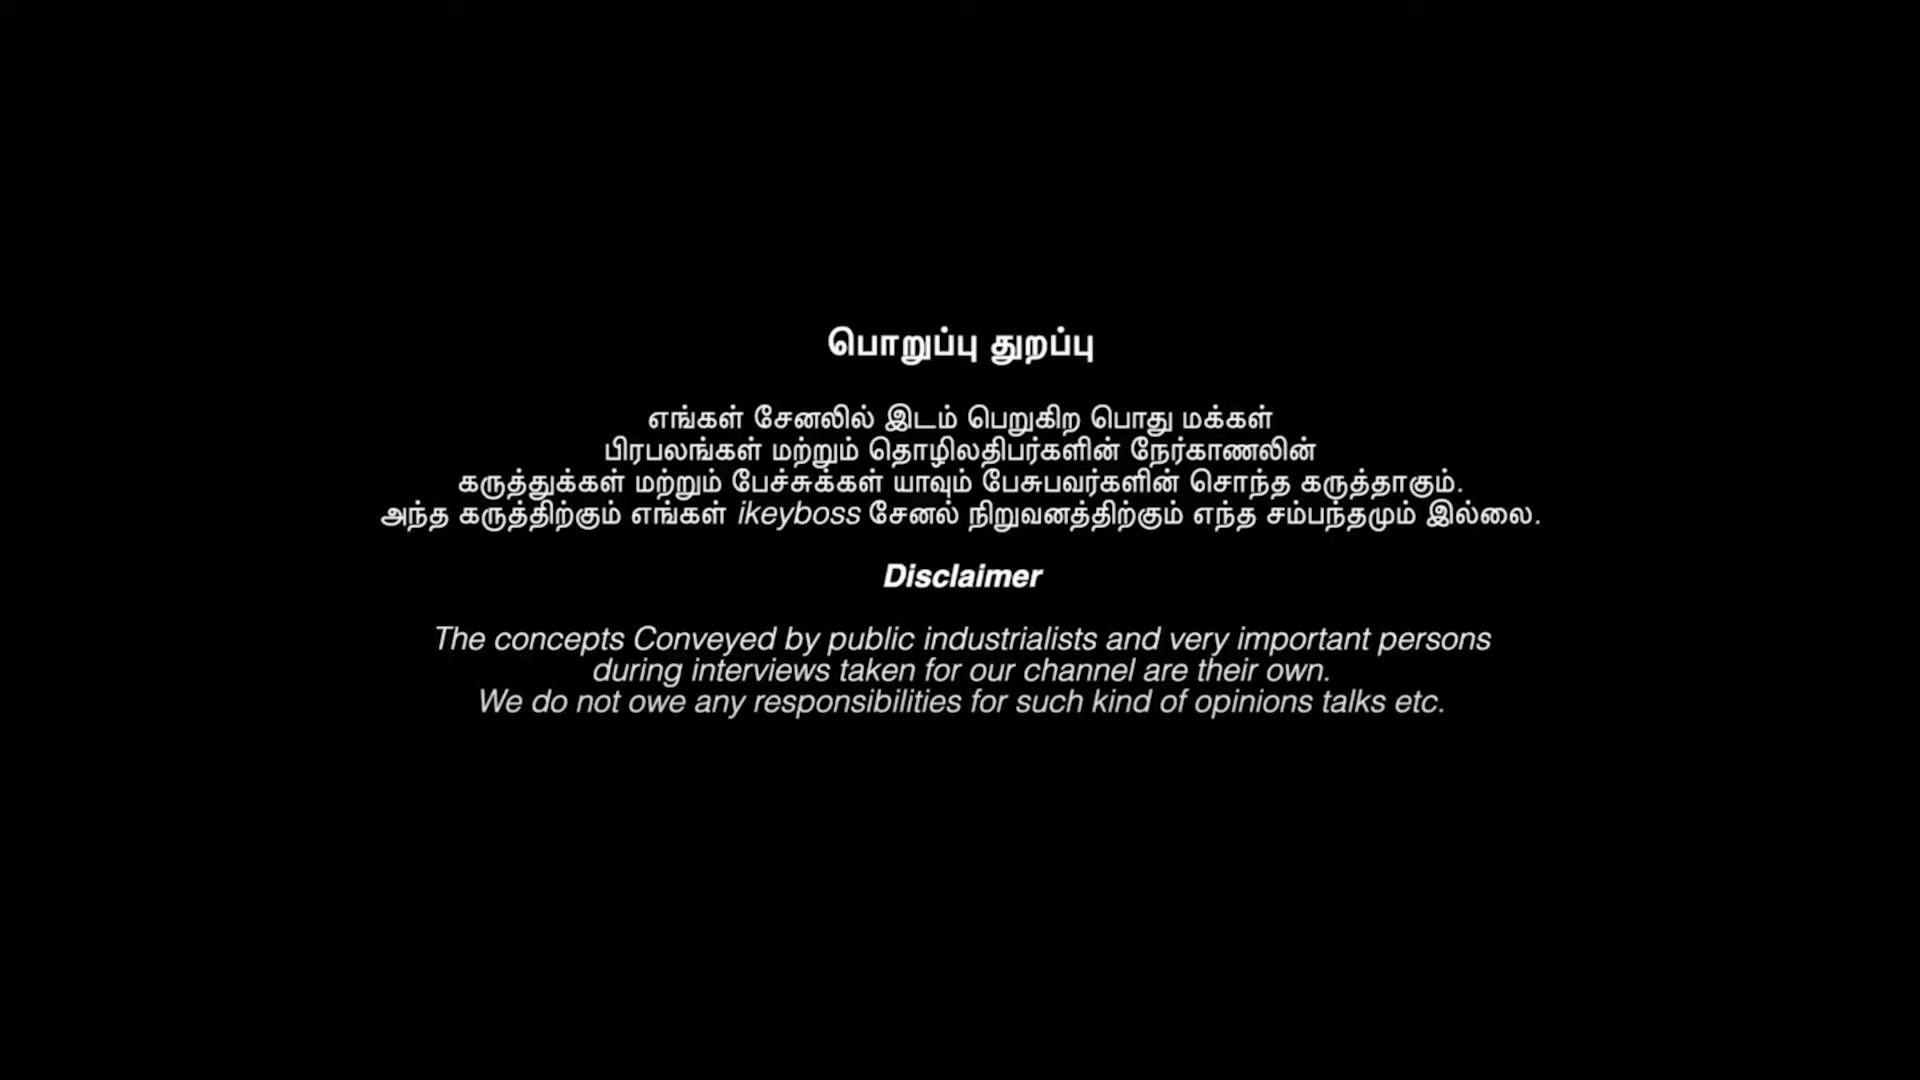 பொறுப்பு துறப்பு
எங்கள் சேனலில் இடம் பெறுகிற பொது மக்கள்
பிரபலங்கள் மற்றும் தொழிலதிபர்களின் நேர்காணலின்
கருத்துக்கள் மற்றும் பேச்சுக்கள் யாவும் பேசுபவர்களின் சொந்த கருத்தாகும்.
அந்த கருத்திற்கும் எங்கள் ikeyboss சேனல் நிறுவனத்திற்கும் எந்த சம்பந்தமும் இல்லை.
Disclaimer
The concepts Conveyed by public industrialists and very important persons
during interviews taken for our channel are their own.
We do not owe any responsibilities for such kind of opinions talks etc.